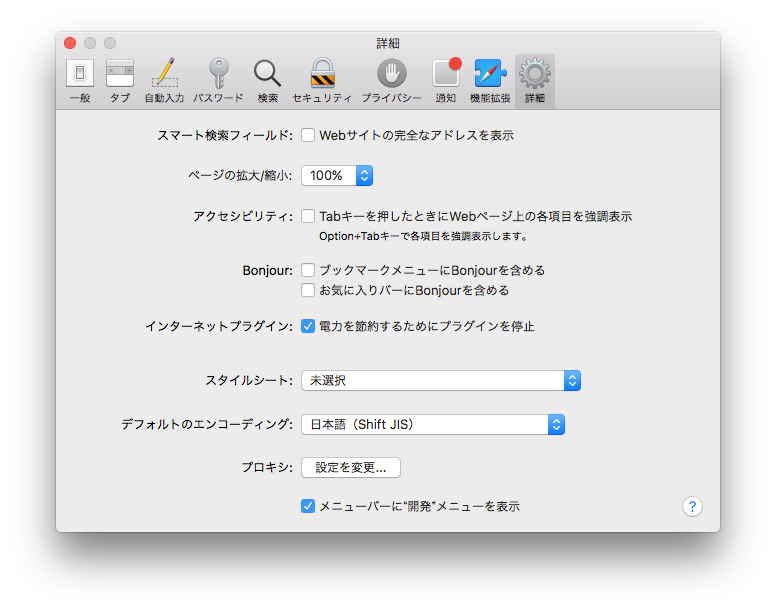 詳細
一般 タブ 自動入力 パスワード 検索 セキュリティ プライバシー 通知 機能拡張 詳細
スマート検索フィールド: Webサイトの完全なアドレスを表示
ページの拡大/縮小: 100%
アクセシビリティ: Tabキーを押したときにWebページ上の各項目を強調表示
Option+Tabキーで各項目を強調表示します。
Bonjour: ブックマークメニューにBonjourを含める
お気に入りバーにBonjourを含める
インターネットプラグイン: 電力を節約するためにプラグインを停止
スタイルシート: 未選択
デフォルトのエンコーディング: 日本語（Shift JIS）
プロキシ: 設定を変更...
メニューバーに“開発”メニューを表示 ?